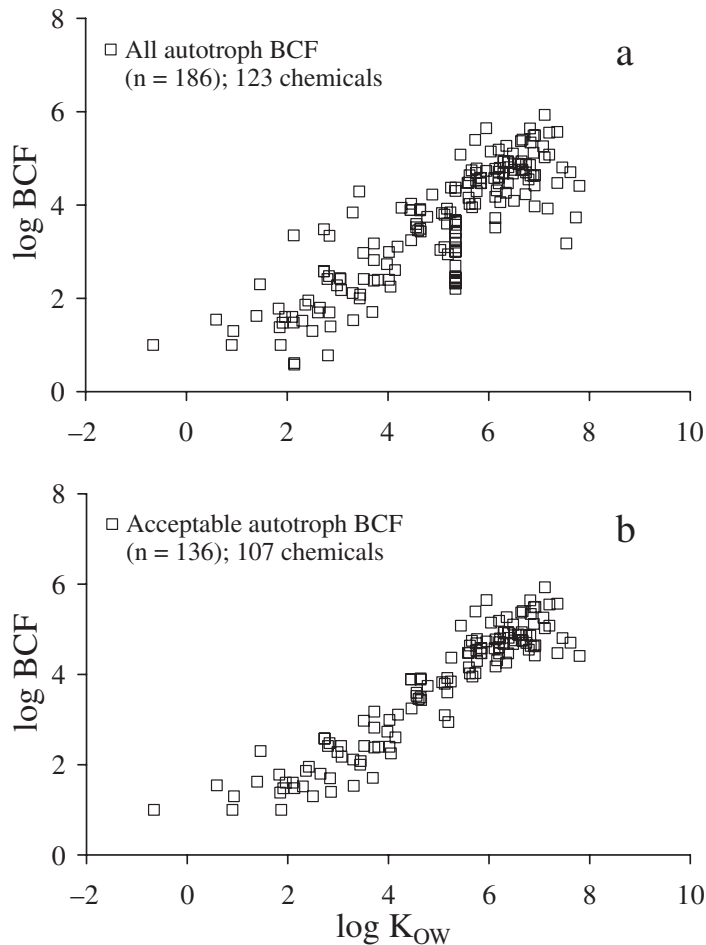 8
□ All autotroph BCF
(n = 186); 123 chemicals
a
6
log BCF
4
2
0
−2 0 2 4 6 8 10
8
□ Acceptable autotroph BCF
(n = 136); 107 chemicals
b
6
log BCF
4
2
0
−2 0 2 4 6 8 10
log K_OW